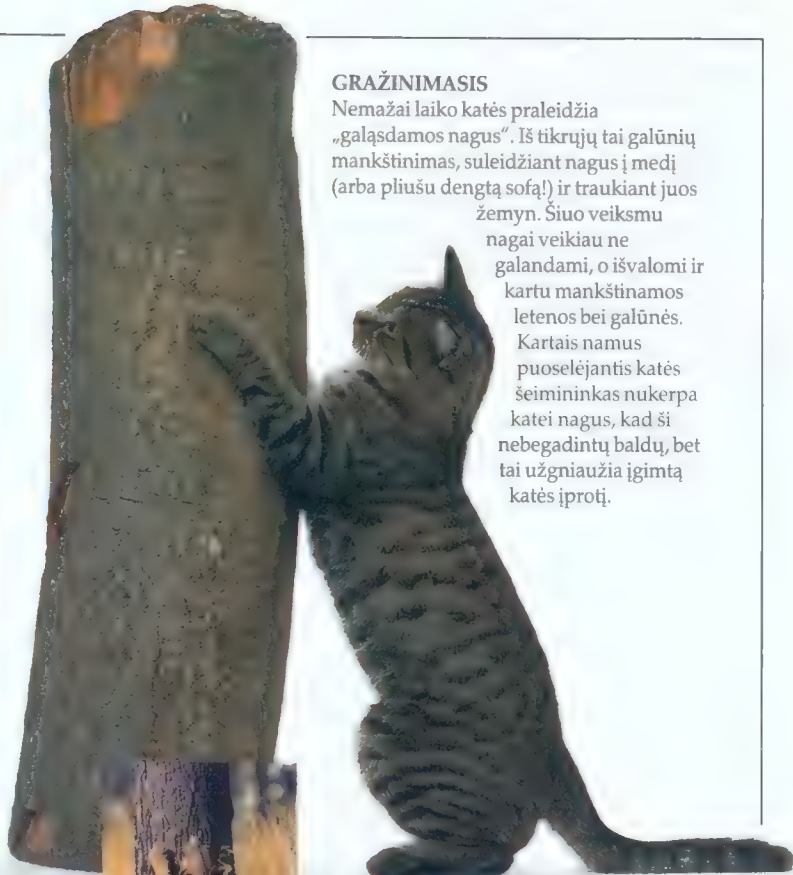 GRAŽINIMASIS
Nemažai laiko katės praleidžia
„galąsdamos nagus". Iš tikrųjų tai galūnių
mankštinimas, suleidžiant nagus į medį
(arba pliušu dengtą sofą!) ir traukiant juos
žemyn. Šiuo veiksmu
nagai veikiau ne
galandami, o išvalomi ir
kartu mankštinamos
letenos bei galūnės.
Kartais namus
puoselėjantis katės
šeimininkas nukerpa
katei nagus, kad ši
nebegadintų baldų, bet
tai užgniaužia įgimtą
katės įprotį.